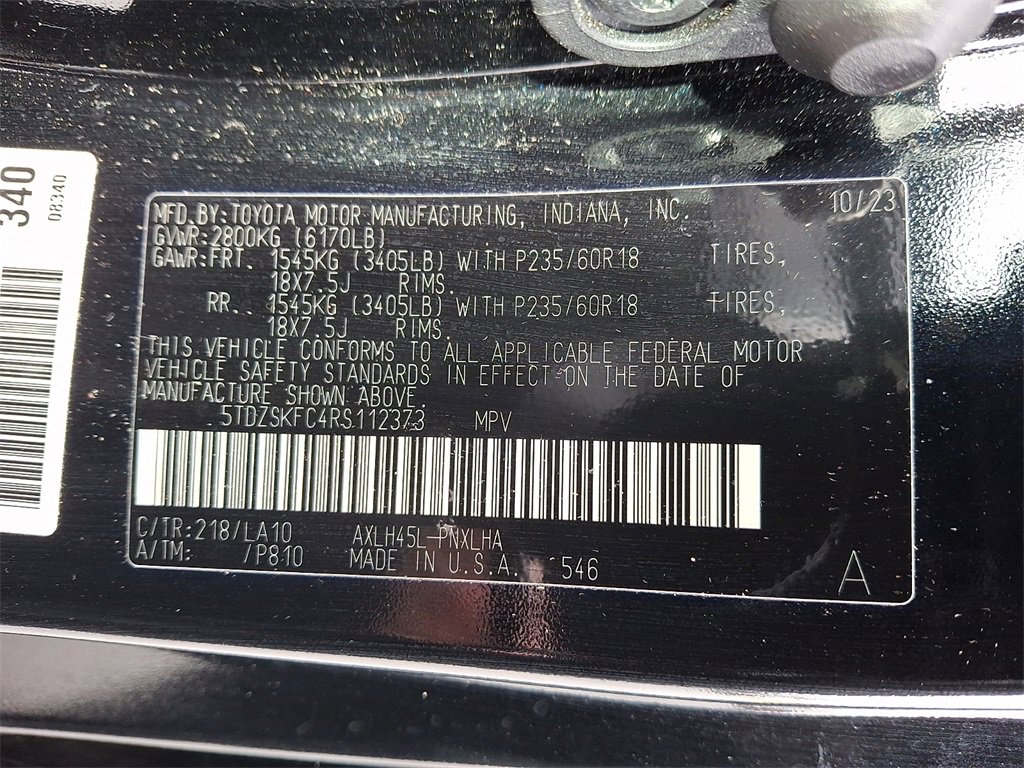 340
08340
MFD.BY:TOYOTA MOTOR MANUFACTURING, INDIANA, INC. 10/23
GVWR:2800KG (6170LB)
GAWR:FRT. 1545KG (3405LB) WITH P235/60R18 TIRES,
18X7.5J RIMS.
RR.. 1545KG (3405LB) WITH P235/60R18 TIRES,
18X7.5J RIMS.
THIS VEHICLE CONFORMS TO ALL APPLICABLE FEDERAL MOTOR
VEHICLE SAFETY STANDARDS IN EFFECT ON THE DATE OF
MANUFACTURE SHOWN ABOVE.
5TDZSKFC4RS112373 MPV
C/TR:218/LA10 AXLH45L-PNXLHA
A/TM: /P810 MADE IN U.S.A. 546 A